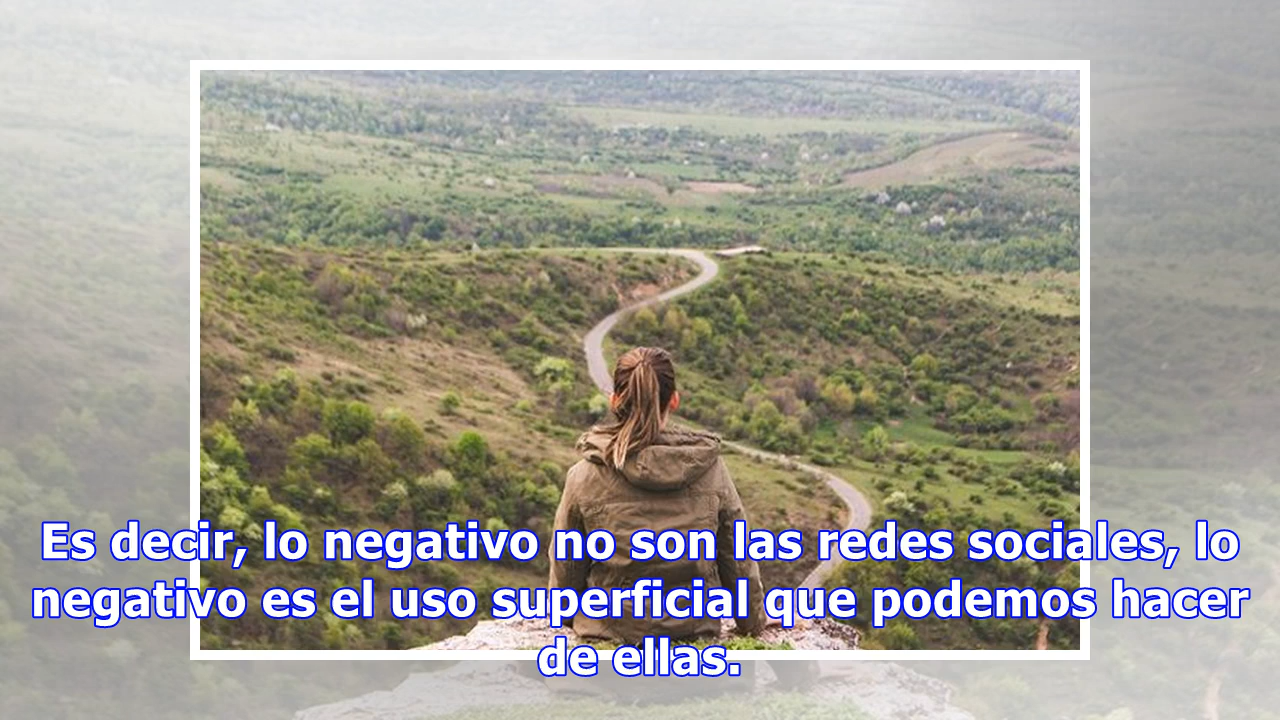 Es decir, lo negativo no son las redes sociales, lo
negativo es el uso superficial que podemos hacer
de ellas.